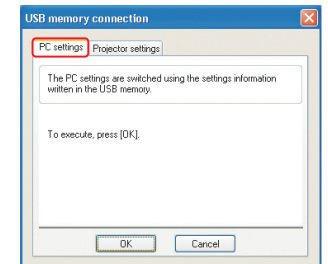 USB memory connection
PC settings Projector settings
The PC settings are switched using the settings information
written in the USB memory.
To execute, press [OK].
OK Cancel